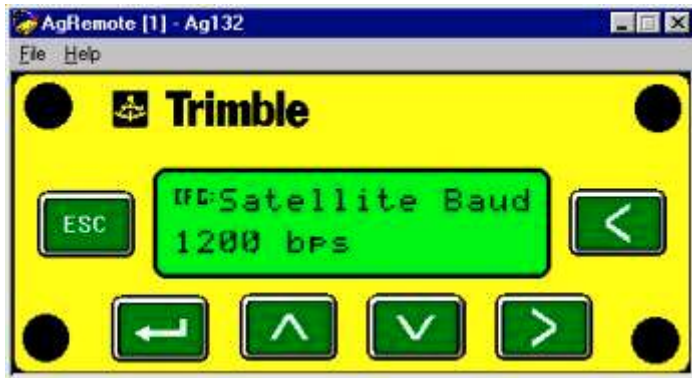 AgRemote [1] - Ag132
File Help
Trimble
Satellite Baud
1200 bps
ESC